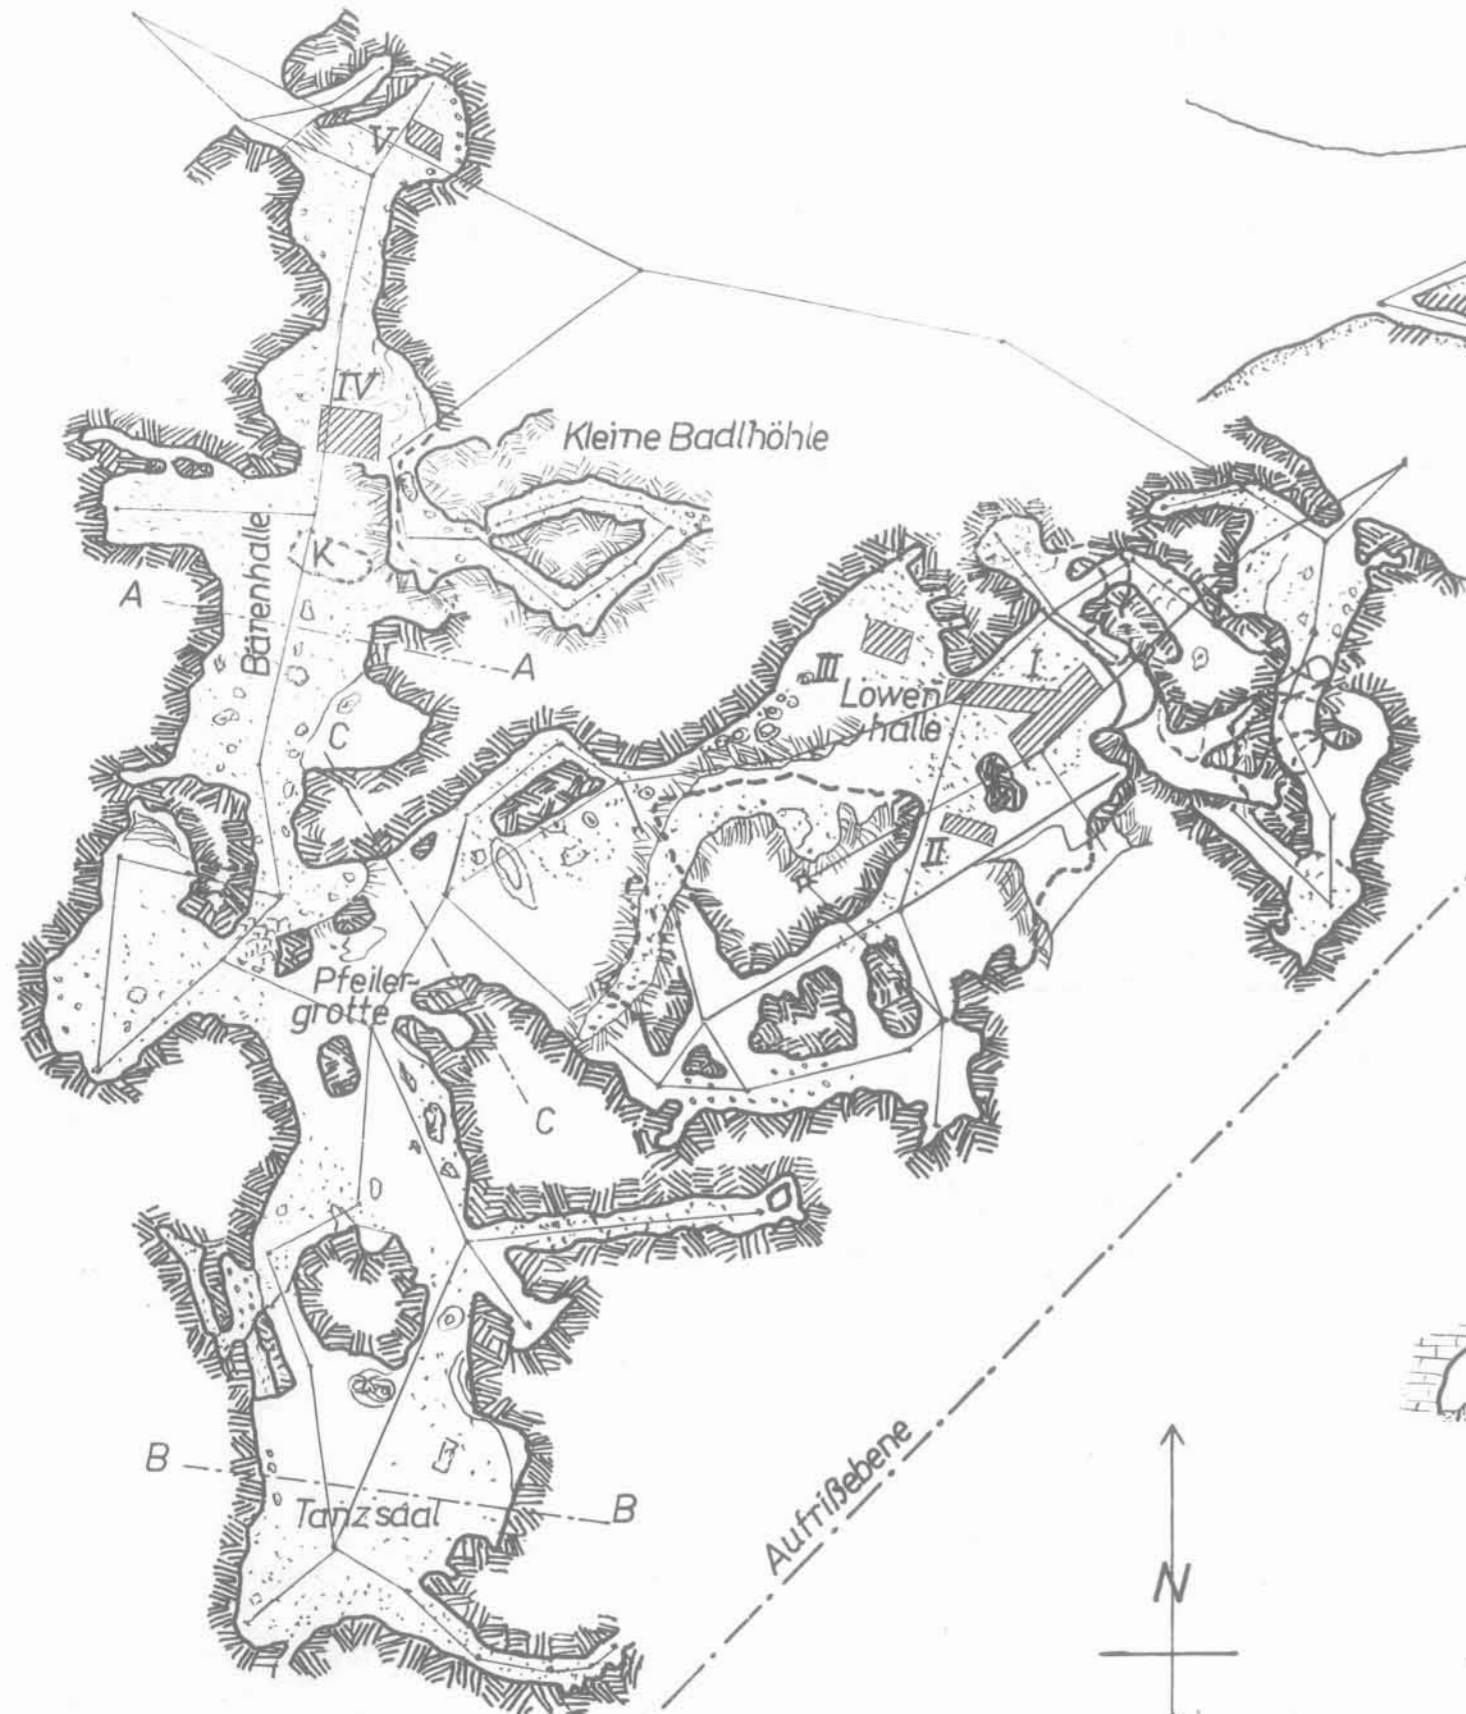 V
IV
Kleine Badlhöhle
Bärenhalle
K
A
A
III
I
Löwen
halle
C
II
Pfeiler-
grotte
C
B
B
Tanzsaal
Aufrißebene
N